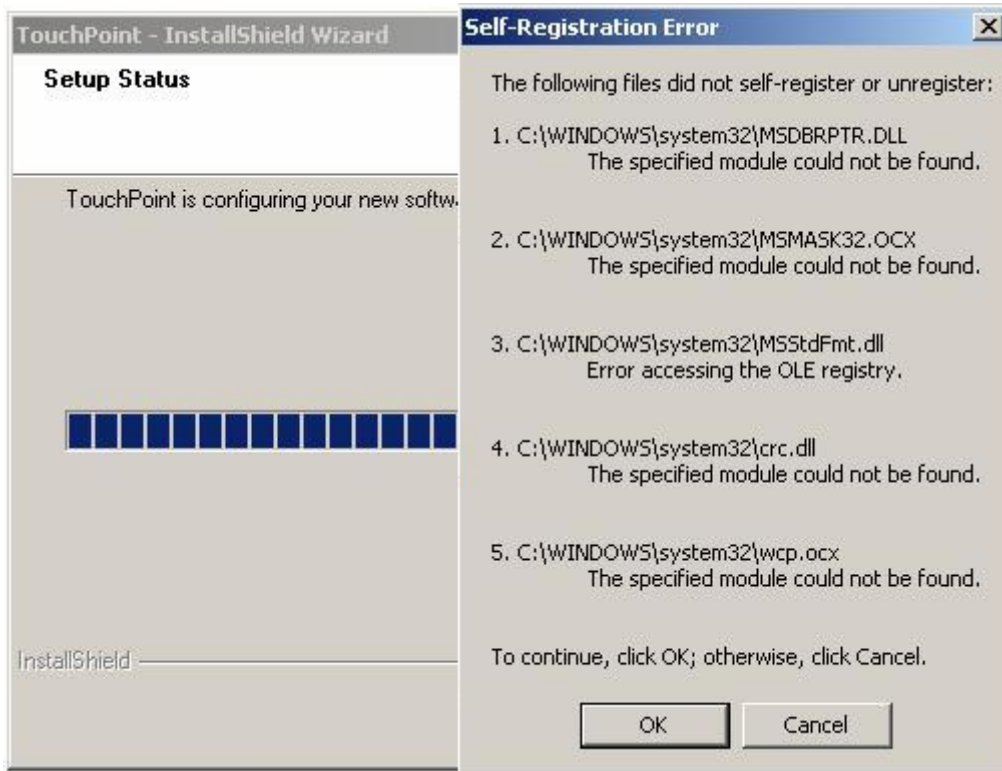 TouchPoint - InstallShield Wizard
Setup Status
TouchPoint is configuring your new softw
InstallShield
Self-Registration Error
The following files did not self-register or unregister:
1. C:\WINDOWS\system32\MSDBRPTR.DLL
The specified module could not be found.
2. C:\WINDOWS\system32\MSMASK32.OCX
The specified module could not be found.
3. C:\WINDOWS\system32\MSStdFmt.dll
Error accessing the OLE registry.
4. C:\WINDOWS\system32\crc.dll
The specified module could not be found.
5. C:\WINDOWS\system32\wcp.ocx
The specified module could not be found.
To continue, click OK; otherwise, click Cancel.
OK
Cancel